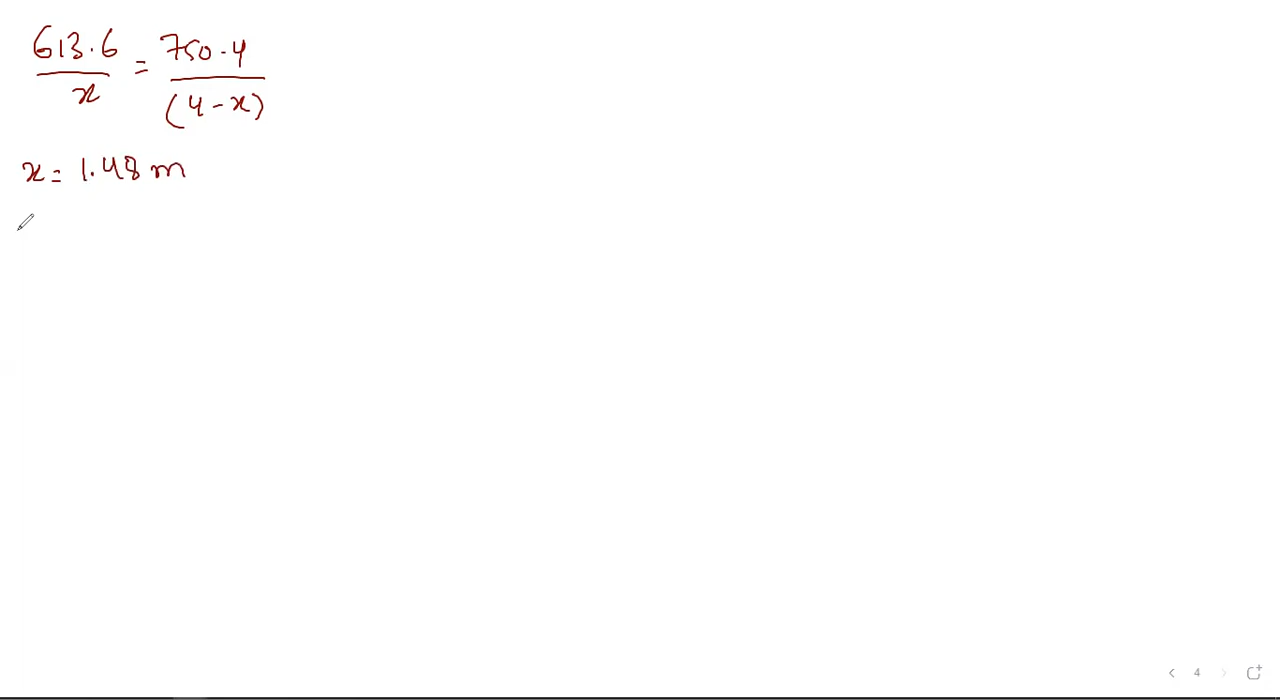 613.6/x = 750.4/(4-x)
x = 1.48 m
4